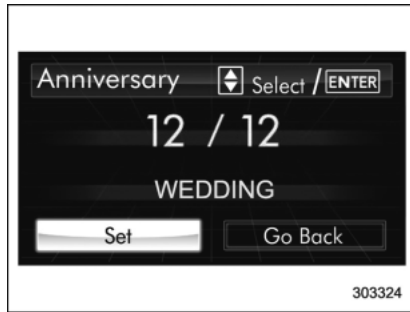 Anniversary Select / ENTER
12 / 12
WEDDING
Set Go Back
303324